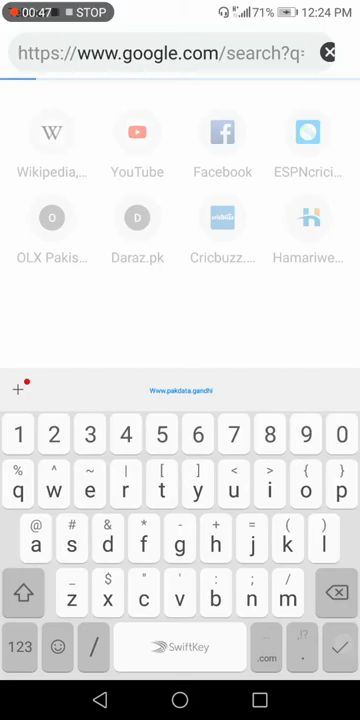 00:47 STOP 71% 12:24 PM
https://www.google.com/search?q=
W
Wikipedia,... YouTube Facebook ESPNcrici...
O D cricbuzz
OLX Pakis... Daraz.pk Cricbuzz.... Hamariwe...
+ Www.pakdata.gandhi
1 2 3 4 5 6 7 8 9 0
% ^ ~ | [ ] < > { }
q w e r t y u i o p
@ # & * - + = ( )
a s d f g h j k l
_ $ " ' : ; /
z x c v b n m
... ,!?
123 / SwiftKey .com .